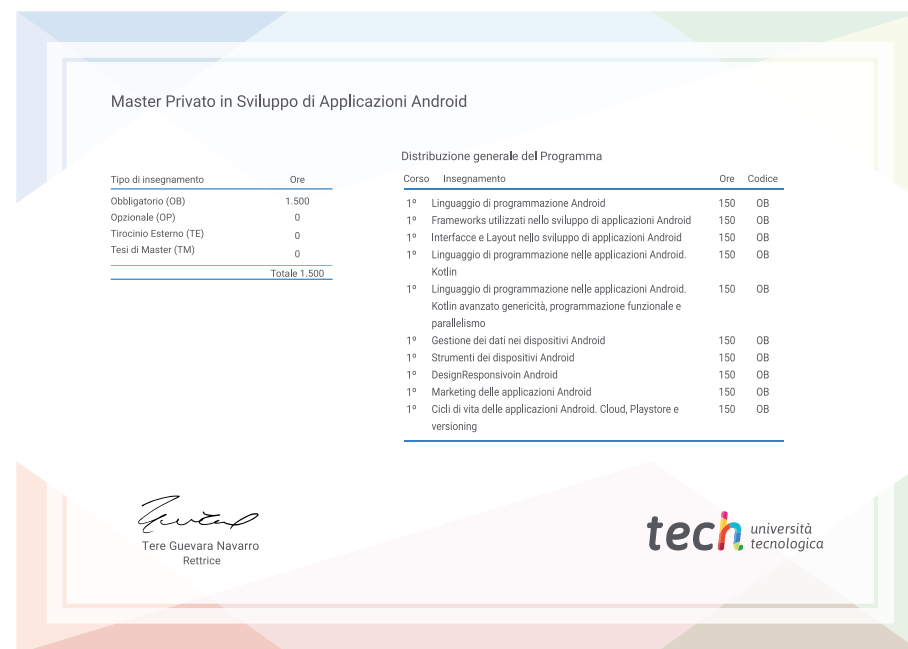 Master Privato in Sviluppo di Applicazioni Android
Tipo di insegnamento Ore
Obbligatorio (OB) 1.500
Opzionale (OP) 0
Tirocinio Esterno (TE) 0
Tesi di Master (TM) 0
Totale 1.500
Distribuzione generale del Programma
Corso Insegnamento Ore Codice
1º Linguaggio di programmazione Android 150 OB
1º Frameworks utilizzati nello sviluppo di applicazioni Android 150 OB
1º Interfacce e Layout nello sviluppo di applicazioni Android 150 OB
1º Linguaggio di programmazione nelle applicazioni Android. 150 OB
Kotlin
1º Linguaggio di programmazione nelle applicazioni Android. 150 OB
Kotlin avanzato genericità, programmazione funzionale e
parallelismo
1º Gestione dei dati nei dispositivi Android 150 OB
1º Strumenti dei dispositivi Android 150 OB
1º DesignResponsivoin Android 150 OB
1º Marketing delle applicazioni Android 150 OB
1º Cicli di vita delle applicazioni Android. Cloud, Playstore e 150 OB
versioning
Tere Guevara Navarro
Rettrice
tech università
tecnologica